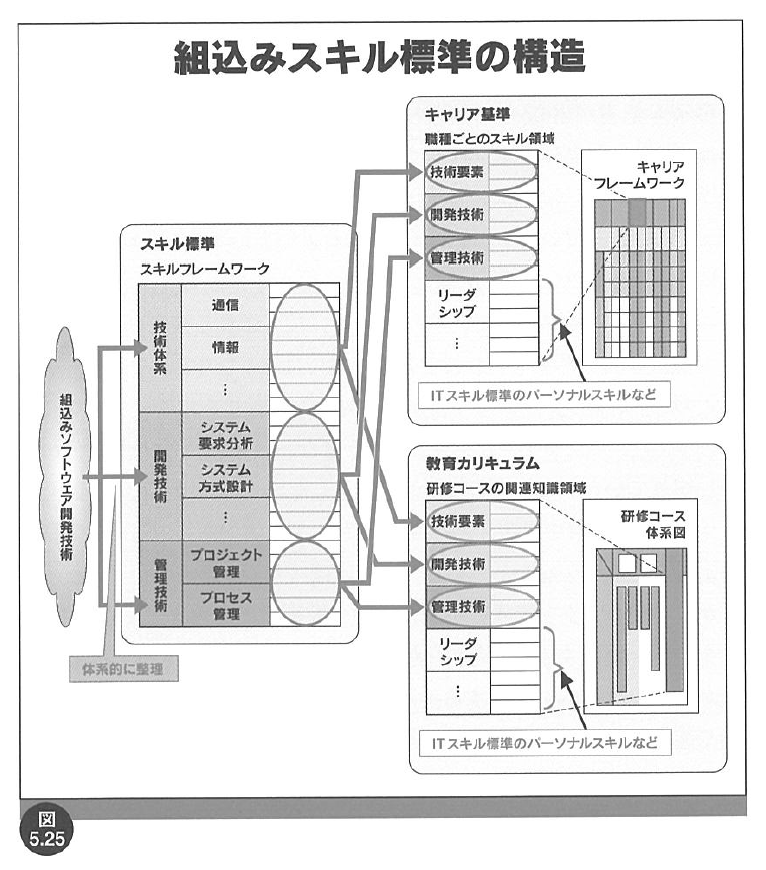 組込みスキル標準の構造
キャリア基準
職種ごとのスキル領域
技術要素
開発技術
管理技術
リーダ
シップ
⋮
キャリア
フレームワーク
ITスキル標準のパーソナルスキルなど
スキル標準
スキルフレームワーク
技術体系
通信
情報
⋮
開発技術
システム
要求分析
システム
方式設計
⋮
管理技術
プロジェクト
管理
プロセス
管理
組込みソフトウェア開発技術
体系的に整理
教育カリキュラム
研修コースの関連知識領域
技術要素
開発技術
管理技術
リーダ
シップ
⋮
研修コース
体系図
ITスキル標準のパーソナルスキルなど
図
5.25